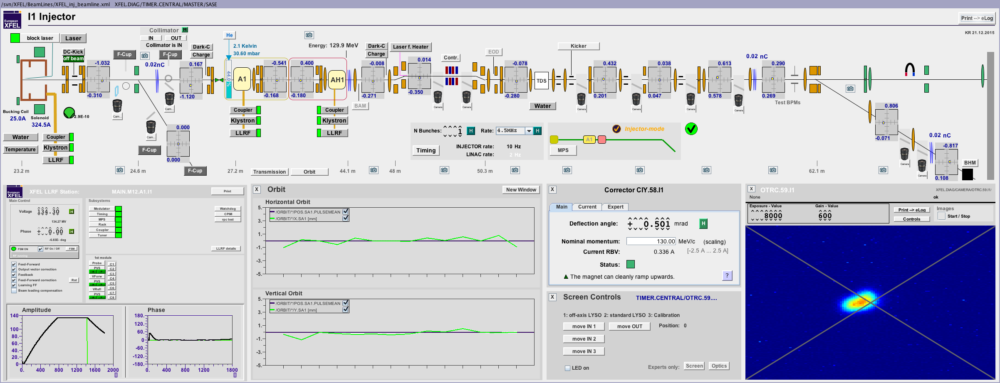 /svn/XFEL/BeamLines/XFEL_inj_beamline.xml XFEL.DIAG/TIMER.CENTRAL/MASTER/SASE
European XFEL
I1 Injector
Print --> eLog
KR 21.12.2015
block laser
Laser
Collimator H
IN OUT
Collimator is IN
DC-Kick
off beam
F-Cup
F-Cup
Dark-C
Charge
He
2.1 Kelvin
30.60 mbar
44.0 %
Energy: 129.9 MeV
Dark-C
Charge
Laser f. Heater
Contr.
EOD
Kicker
0.02nC
0.02 nC
-1.032
-0.310
0.167
-1.120
A1
-0.541
-0.168
0.400
-0.180
AH1
-0.008
-0.271
0.014
-0.350
-0.078
-0.280
TDS
0.432
0.201
0.038
0.047
0.613
0.578
0.290
0.269
Test BPMs
BAM
Water
Cam...
Cam...
Cam...
Camera
Camera
Camera
Camera
Camera
Camera
Bucking Coil
25.0A
Solenoid
324.5A
2.9E-10
Water
Temperature
Coupler
Klystron
LLRF
0.000
0.000
F-Cup
F-Cup
Coupler
Klystron
LLRF
Coupler
Klystron
LLRF
N Bunches: 1 H
Rate: 4.5MHz H
Timing
INJECTOR rate: 10 Hz
LINAC rate: 2 Hz
Injector-mode
A1
MPS
0.806
-0.071
0.02 nC
-0.817
0.108
Camera
Camera
BHM
23.2 m
24.6 m
27.2 m
Transmission
Orbit
44.1 m
48 m
50.3 m
62.1 m
European XFEL
XFEL LLRF Station: MAIN.M12.A1.I1
Print
Main Control
Voltage 134.30 H
134.27 MV
Phase + 0.00 H
-6.83E- deg
FSM ON
RF On / Off
FSM
RF running
Feed-Forward
Output vector correction
Feedback
Feed-Forward correction
Rst
Learning FF
Beam loading compensation
Subsystems
Modulator
Timing
MPS
Rack
Coupler
Tuner
Watchdog
CPIM
rpc test
LLRF details
1st module
Probe
PVS
A P
VForw
PVS
A P
VRefl
PVS
A P
C1
C2
C3
C4
C5
C6
C7
C8
Amplitude
140
100
80.
60.
40.
20.
0.
0. 400 800 1200 1600 2000
[]
Phase
180.
120.
60.
0.
-60.
-120.
-180.
0. 400 1200 1800
[]
X Orbit
New Window
Horizontal Orbit
/ORBIT/*/POS.SA1.PULSEMEAN
/ORBIT/*/X.SA1 [mm]
5.
3.
1.
-1.
-3.
-5.
Vertical Orbit
/ORBIT/*/POS.SA1.PULSEMEAN
/ORBIT/*/Y.SA1 [mm]
5.
3.
1.
-1.
-3.
-5.
X Corrector CIY.58.I1
Main Current Expert
Deflection angle: + 0.501 mrad H
Nominal momentum: 130.00 MeV/c (scaling)
Current RBV: 0.336 A [-2.5 A ... 2.5 A]
Status:
The magnet can cleanly ramp upwards.
?
X Screen Controls TIMER.CENTRAL/OTRC.59....
1: off-axis LYSO 2: standard LYSO 3: Calibration
move IN 1
move OUT
Position: 0
move IN 2
move IN 3
LED on
Experts only: Screen Optics
X OTRC.59.I1
XFEL.DIAG/CAMERA/OTRC.59.I1/
None
ok
Exposure - Value
8000
Gain - Value
600
Print --> eLog
Controls
Images
Start / Stop